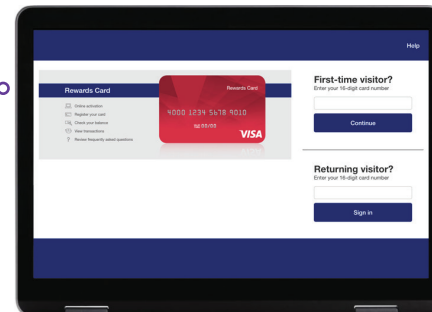 Help
Rewards Card
Online activation
Register your card
Check your balance
View transactions
Review frequently asked questions
Rewards Card
4000 1234 5678 9010
VISA
First-time visitor?
Enter your 16-digit card number
Continue
Returning visitor?
Enter your 16-digit card number
Sign in